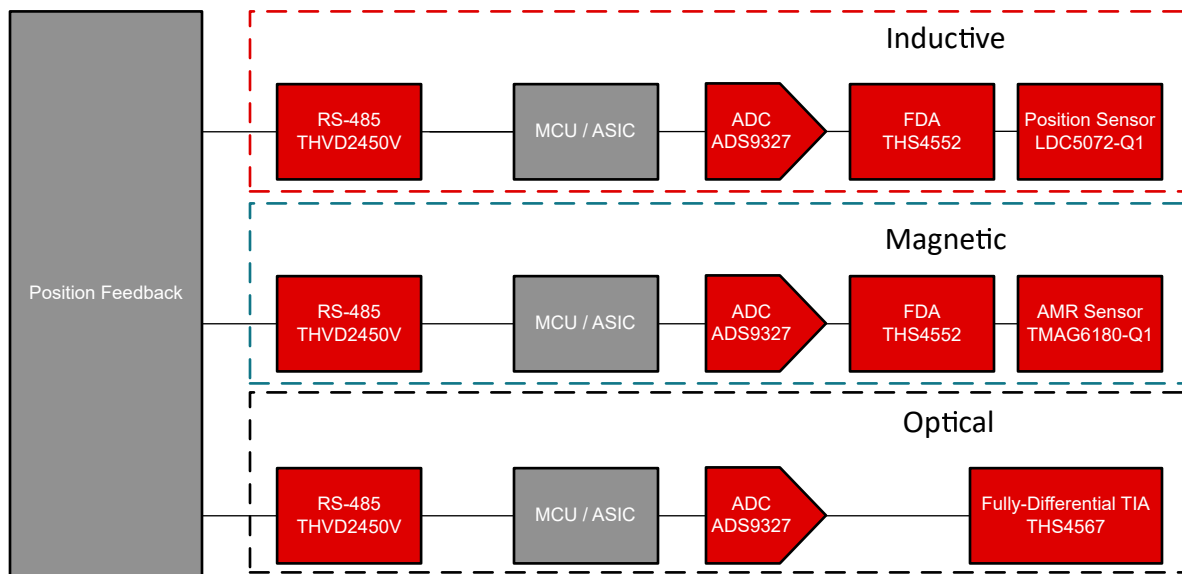 Inductive
RS-485
THVD2450V
MCU / ASIC
ADC
ADS9327
FDA
THS4552
Position Sensor
LDC5072-Q1
Position Feedback
Magnetic
RS-485
THVD2450V
MCU / ASIC
ADC
ADS9327
FDA
THS4552
AMR Sensor
TMAG6180-Q1
Optical
RS-485
THVD2450V
MCU / ASIC
ADC
ADS9327
Fully-Differential TIA
THS4567